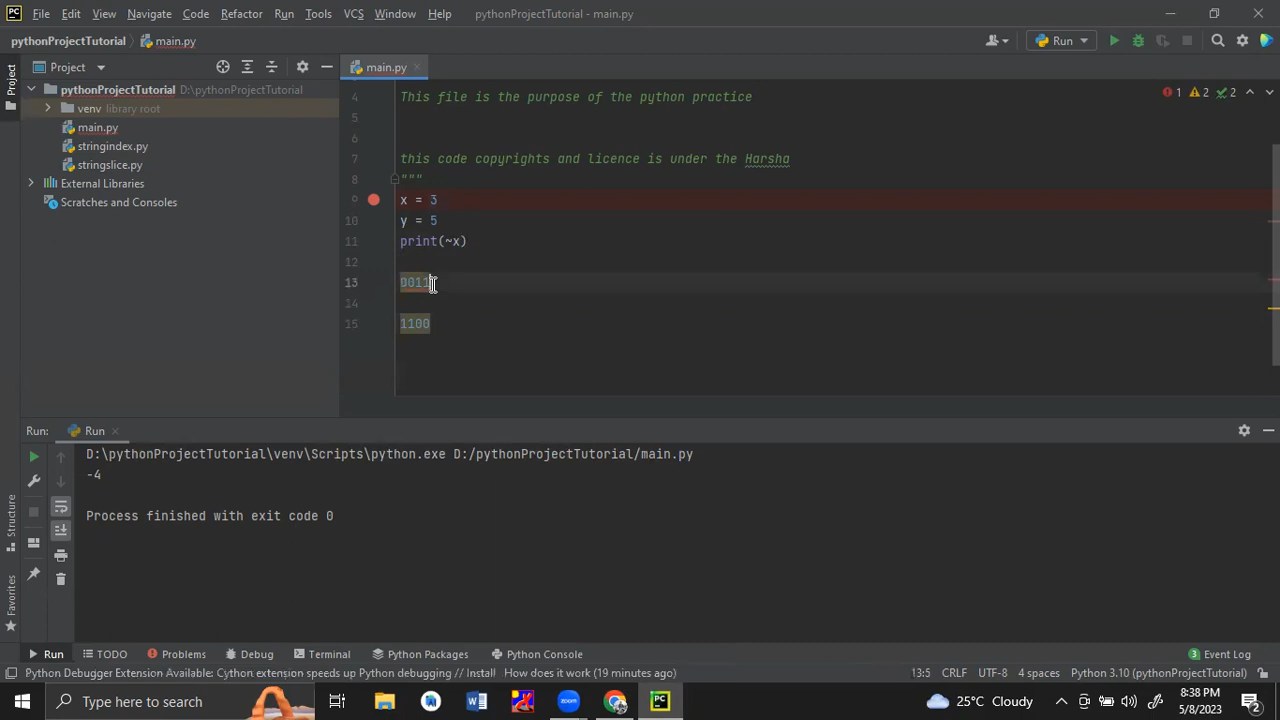 PC File Edit View Navigate Code Refactor Run Tools VCS Window Help pythonProjectTutorial - main.py
pythonProjectTutorial main.py Run
Project main.py
pythonProjectTutorial D:\pythonProjectTutorial
venv library root
main.py
stringindex.py
stringslice.py
External Libraries
Scratches and Consoles
Project
Structure
Favorites
1 2 2
4 This file is the purpose of the python practice
5
6
7 this code copyrights and licence is under the Harsha
8 """
9 x = 3
10 y = 5
11 print(~x)
12
13 0011
14
15 1100
Run: Run
D:\pythonProjectTutorial\venv\Scripts\python.exe D:/pythonProjectTutorial/main.py
-4
Process finished with exit code 0
Run TODO Problems Debug Terminal Python Packages Python Console 3 Event Log
Python Debugger Extension Available: Cython extension speeds up Python debugging // Install How does it work (19 minutes ago) 13:5 CRLF UTF-8 4 spaces Python 3.10 (pythonProjectTutorial)
Type here to search W zoom PC 25°C Cloudy 8:38 PM
5/8/2023 2